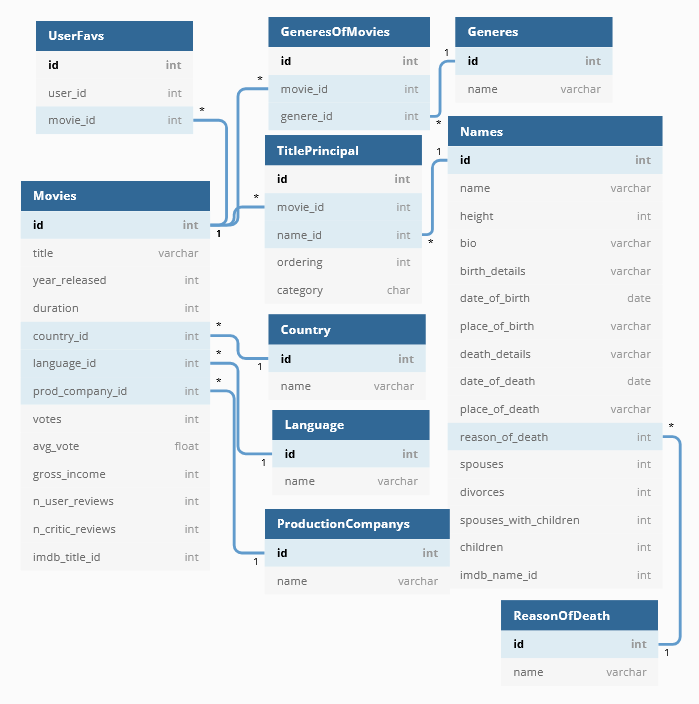 UserFavs
id int
user_id int
movie_id int
*
GeneresOfMovies
id int
* movie_id int
genere_id int
*
Generes
1 id int
name varchar
TitlePrincipal
id int
* movie_id int
name_id int
*
ordering int
category char
Names
1 id int
name varchar
height int
bio varchar
birth_details varchar
date_of_birth date
place_of_birth varchar
death_details varchar
date_of_death date
place_of_death varchar
reason_of_death int
*
spouses int
divorces int
spouses_with_children int
children int
imdb_name_id int
Movies
id int
1
title varchar
year_released int
duration int
country_id int *
language_id int *
prod_company_id int *
votes int
avg_vote float
gross_income int
n_user_reviews int
n_critic_reviews int
imdb_title_id int
Country
1 id int
name varchar
Language
1 id int
name varchar
ProductionCompanys
1 id int
name varchar
ReasonOfDeath
id int 1
name varchar